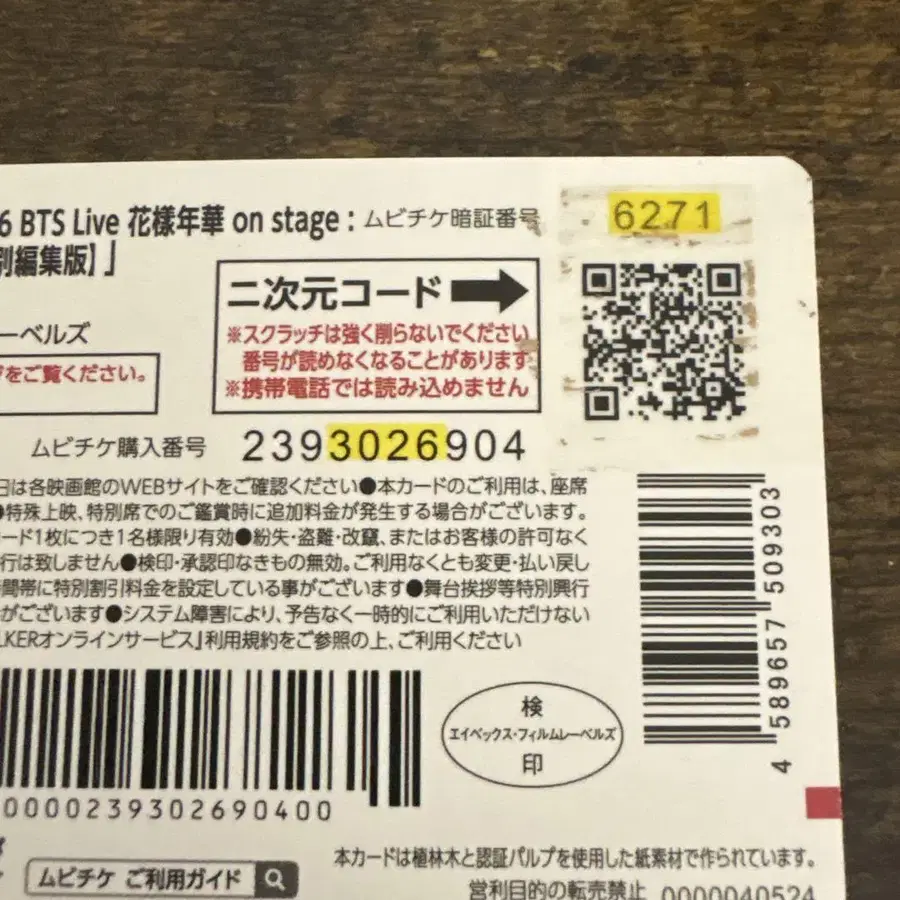 6 BTS Live 花樣年華 on stage : ムビチケ暗証番号
6271
別編集版】」
二次元コード
※スクラッチは強く削らないでください
番号が読めなくなることがあります
※携帯電話では読み込めません
ーベルズ
をご覧ください。
ムビチケ購入番号 2393026904
日は各映画館のWEBサイトをご確認ください●本カードのご利用は、座席
●特殊上映、特別席でのご鑑賞時に追加料金が発生する場合がございます。
ード1枚につき1名様限り有効●紛失・盗難・改竄、またはお客様の許可なく
行は致しません●検印・承認印なきもの無効。ご利用なくとも変更・払い戻し
間帯に特別割引料金を設定している事がございます●舞台挨拶等特別興行
がございます●システム障害により、予告なく一時的にご利用いただけない
LKERオンラインサービス』利用規約をご参照の上、ご利用ください
4 589657 509303
検
エイベックス・フィルムレーベルズ
印
0000239302690400
本カードは植林木と認証パルプを使用した紙素材で作られています。
ムビチケ ご利用ガイド
営利目的の転売禁止 0000040524